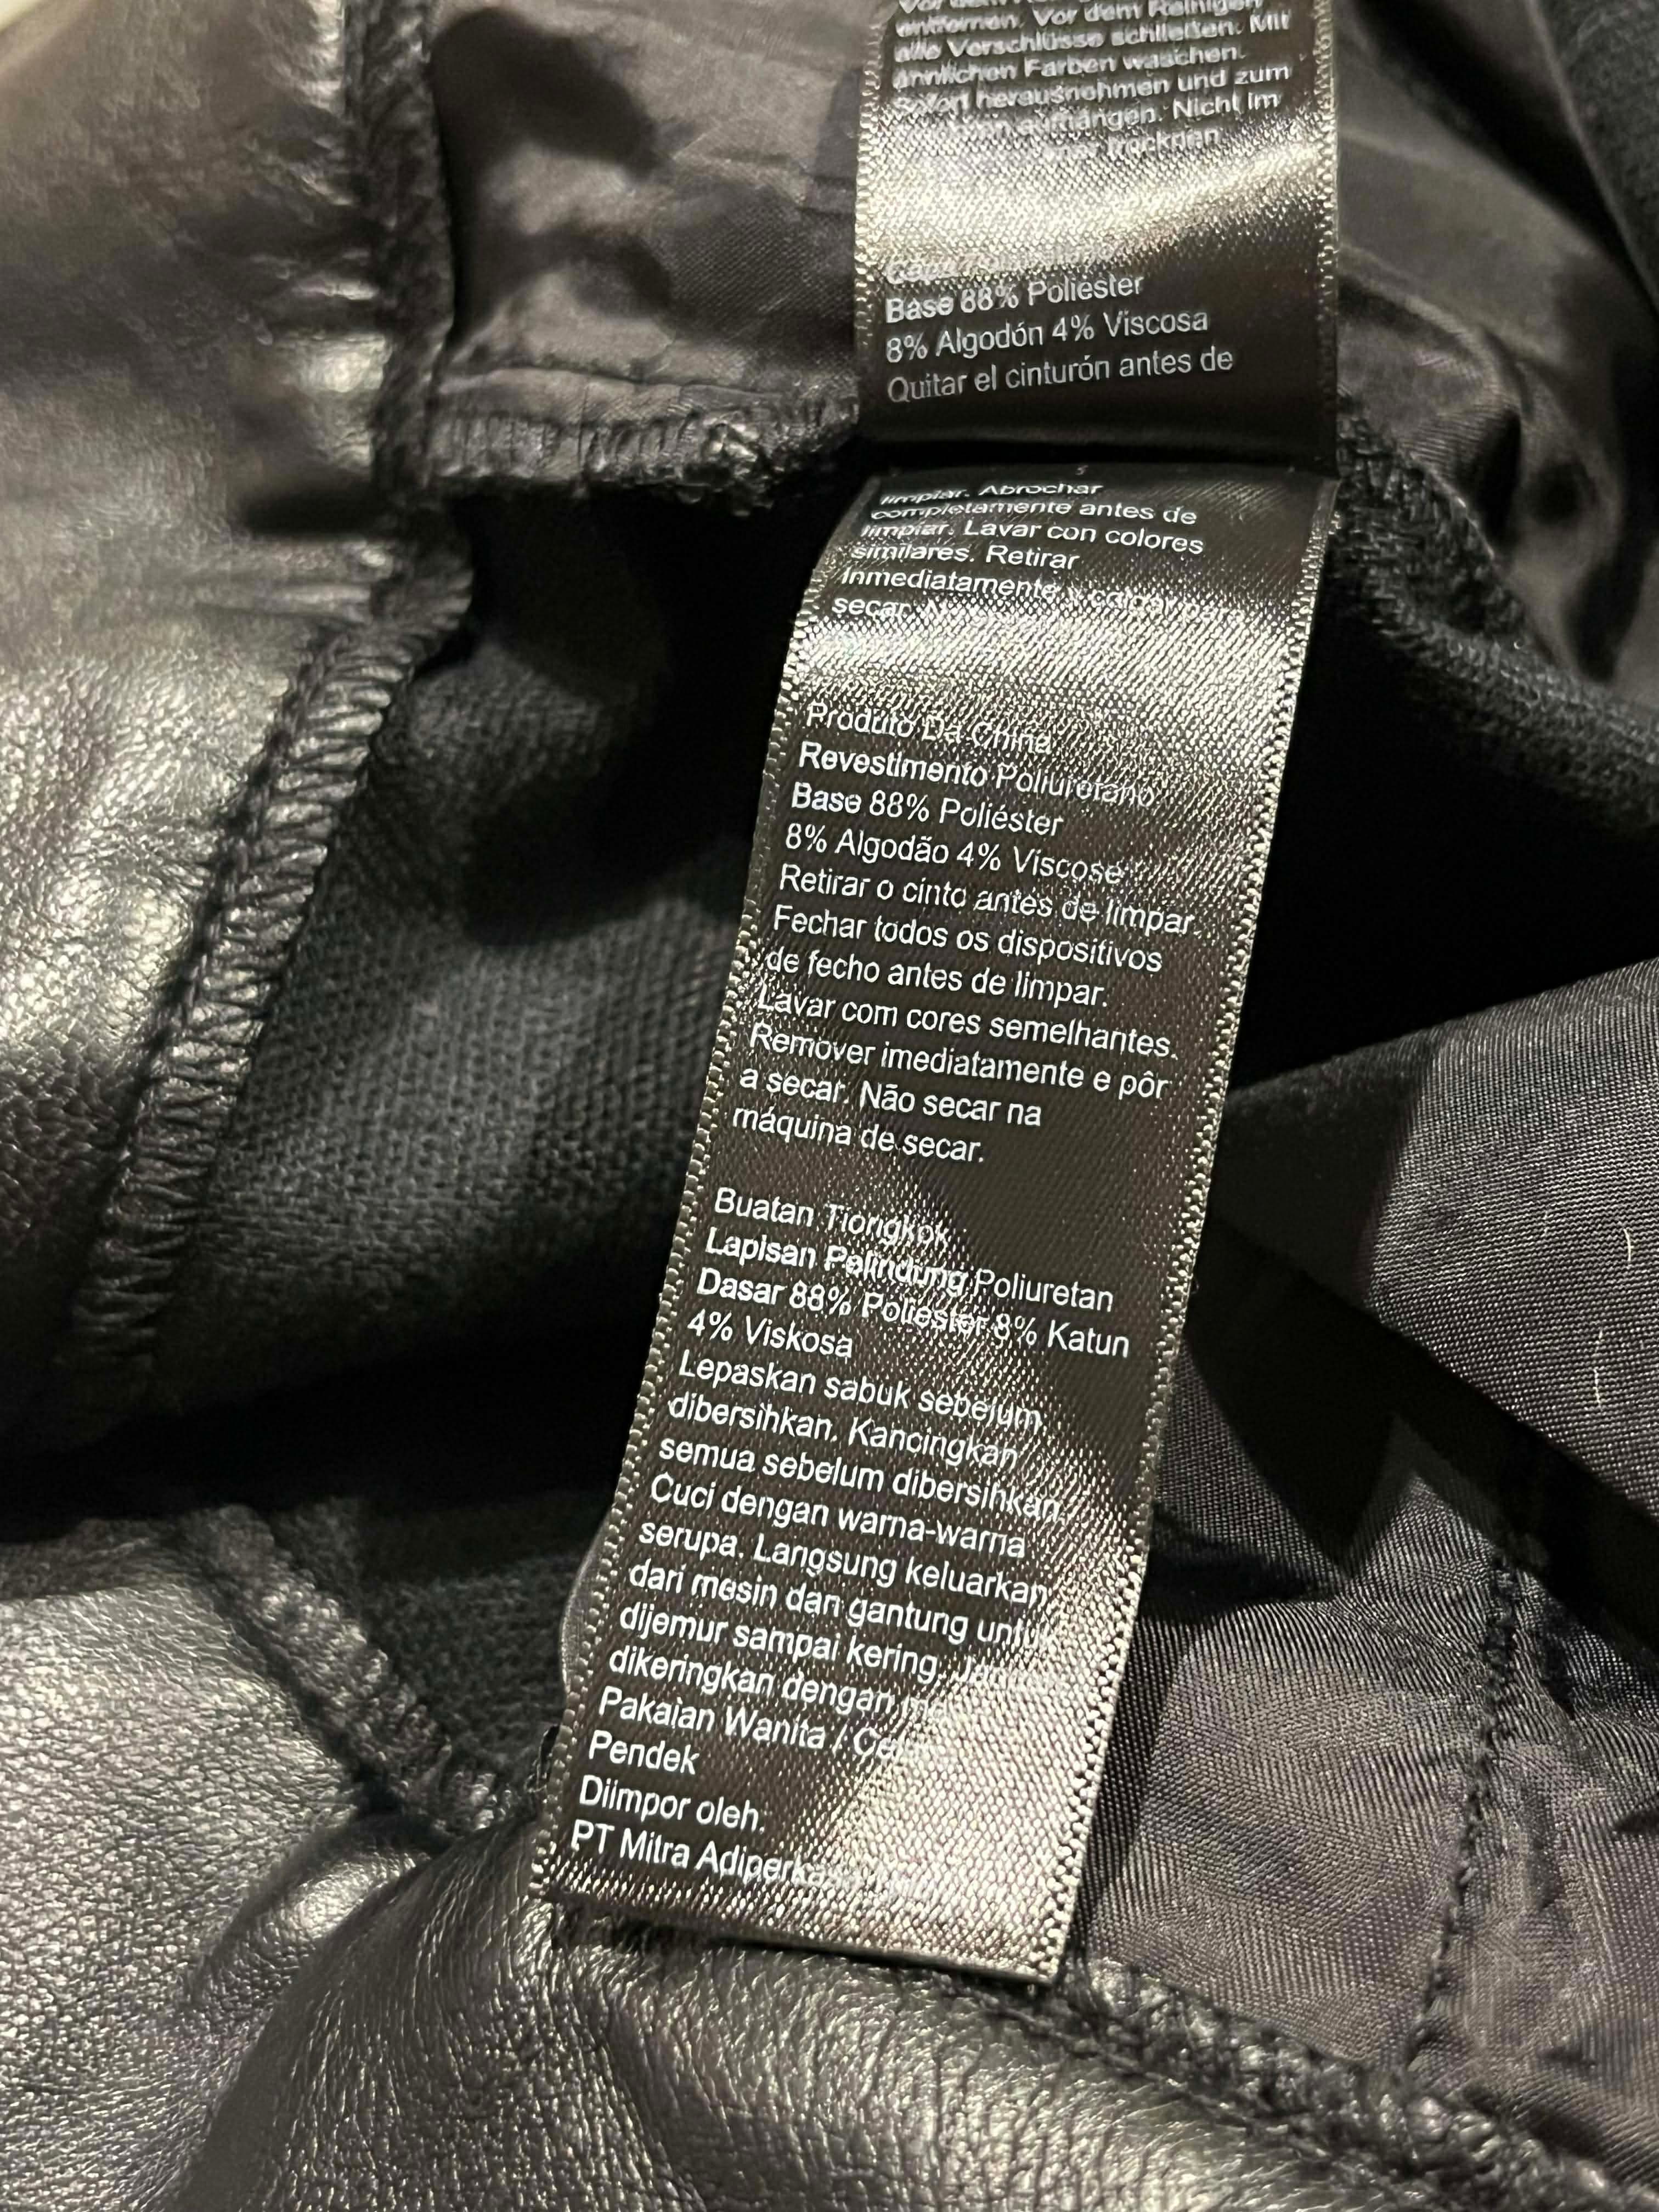 entfernen. Vor dem Reinigen
alle Verschlüsse schließen. Mit
ähnlichen Farben waschen.
Sofort herausnehmen und zum
aufhängen. Nicht im
trocknen.
Base 88% Poliéster
8% Algodón 4% Viscosa
Quitar el cinturón antes de
limpiar. Abrochar
completamente antes de
limpiar. Lavar con colores
similares. Retirar
inmediatamente y colgar para
secar.
Produto Da China
Revestimento Poliuretano
Base 88% Poliéster
8% Algodão 4% Viscose
Retirar o cinto antes de limpar.
Fechar todos os dispositivos
de fecho antes de limpar.
Lavar com cores semelhantes.
Remover imediatamente e pôr
a secar. Não secar na
máquina de secar.
Buatan Tiongkok
Lapisan Pelindung Poliuretan
Dasar 88% Poliester 8% Katun
4% Viskosa
Lepaskan sabuk sebelum
dibersihkan. Kancingkan
semua sebelum dibersihkan.
Cuci dengan warna-warna
serupa. Langsung keluarkan
dari mesin dan gantung untuk
dijemur sampai kering.
dikeringkan dengan
Pakaian Wanita /
Pendek
Diimpor oleh.
PT Mitra Adiperkasa